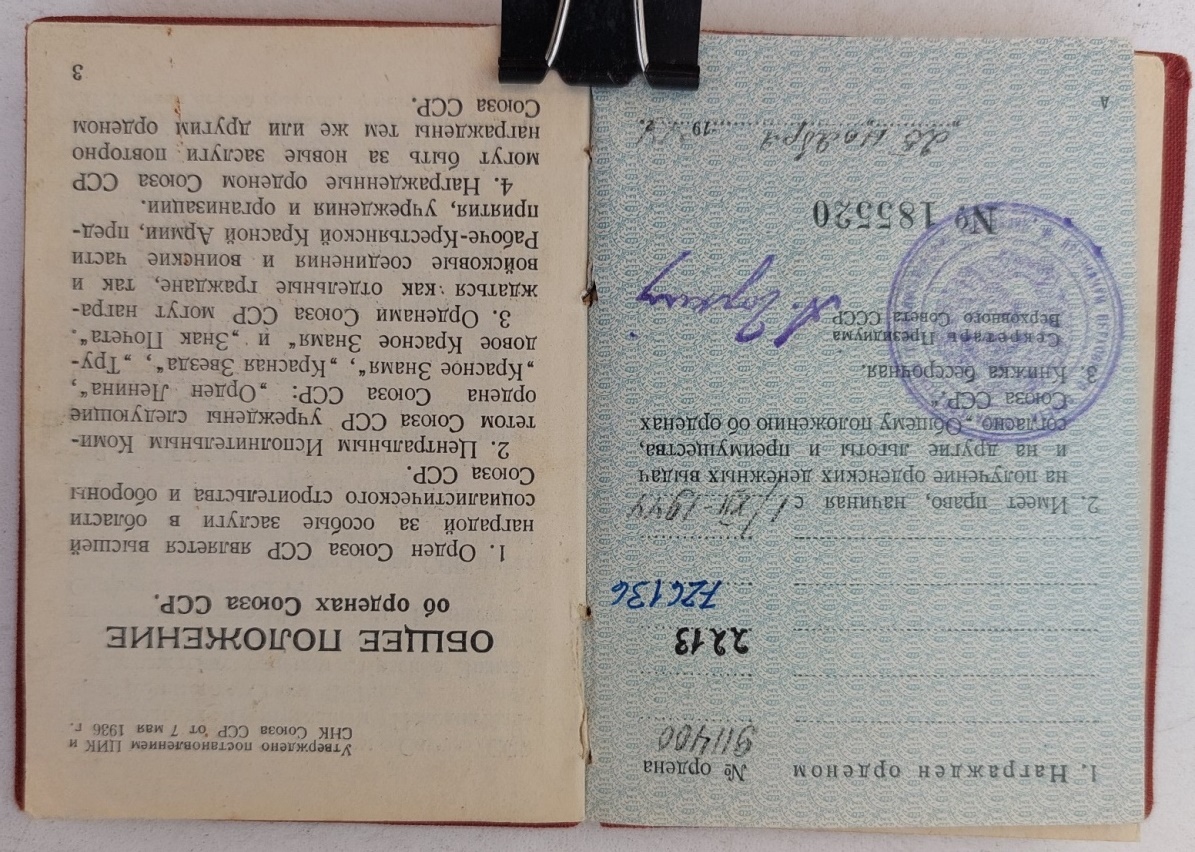 1. Награжден орденом № ордена
911400
2213
726136
2. Имеет право, начиная с 1/XII-1944
на получение орденских денежных выдач
и на другие льготы и преимущества,
согласно „Общему положению об орденах
Союза ССР.“
3. Книжка бессрочная.
Секретарь Президиума
Верховного Совета ССР
А. Горкин
№ 185520
ноября 1944 г.
А
Утверждено постановлением ЦИК и
СНК Союза ССР от 7 мая 1936 г.
ОБЩЕЕ ПОЛОЖЕНИЕ
об орденах Союза ССР.
1. Орден Союза ССР является высшей
наградой за особые заслуги в области
социалистического строительства и обороны
Союза ССР.
2. Центральным Исполнительным Коми-
тетом Союза ССР учреждены следующие
ордена Союза ССР: „Орден Ленина“,
„Красное Знамя“, „Красная Звезда“, „Тру-
довое Красное Знамя“ и „Знак Почета“.
3. Орденами Союза ССР могут награ-
ждаться как отдельные граждане, так и
войсковые соединения и воинские части
Рабоче-Крестьянской Красной Армии, пред-
приятия, учреждения и организации.
4. Награжденные орденом Союза ССР
могут быть за новые заслуги повторно
награждены тем же или другим орденом
Союза ССР.
3